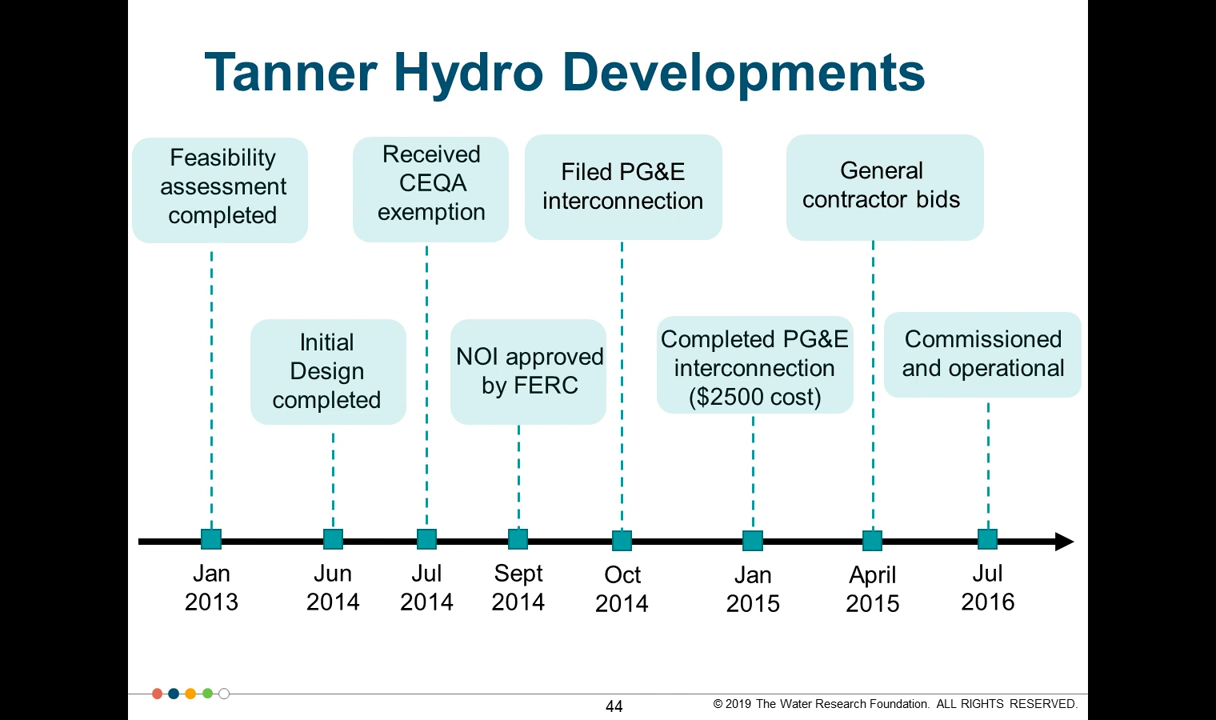 Tanner Hydro Developments
Feasibility
assessment
completed
Received
CEQA
exemption
Filed PG&E
interconnection
General
contractor bids
Initial
Design
completed
NOI approved
by FERC
Completed PG&E
interconnection
($2500 cost)
Commissioned
and operational
Jan
2013
Jun
2014
Jul
2014
Sept
2014
Oct
2014
Jan
2015
April
2015
Jul
2016
44
© 2019 The Water Research Foundation. ALL RIGHTS RESERVED.